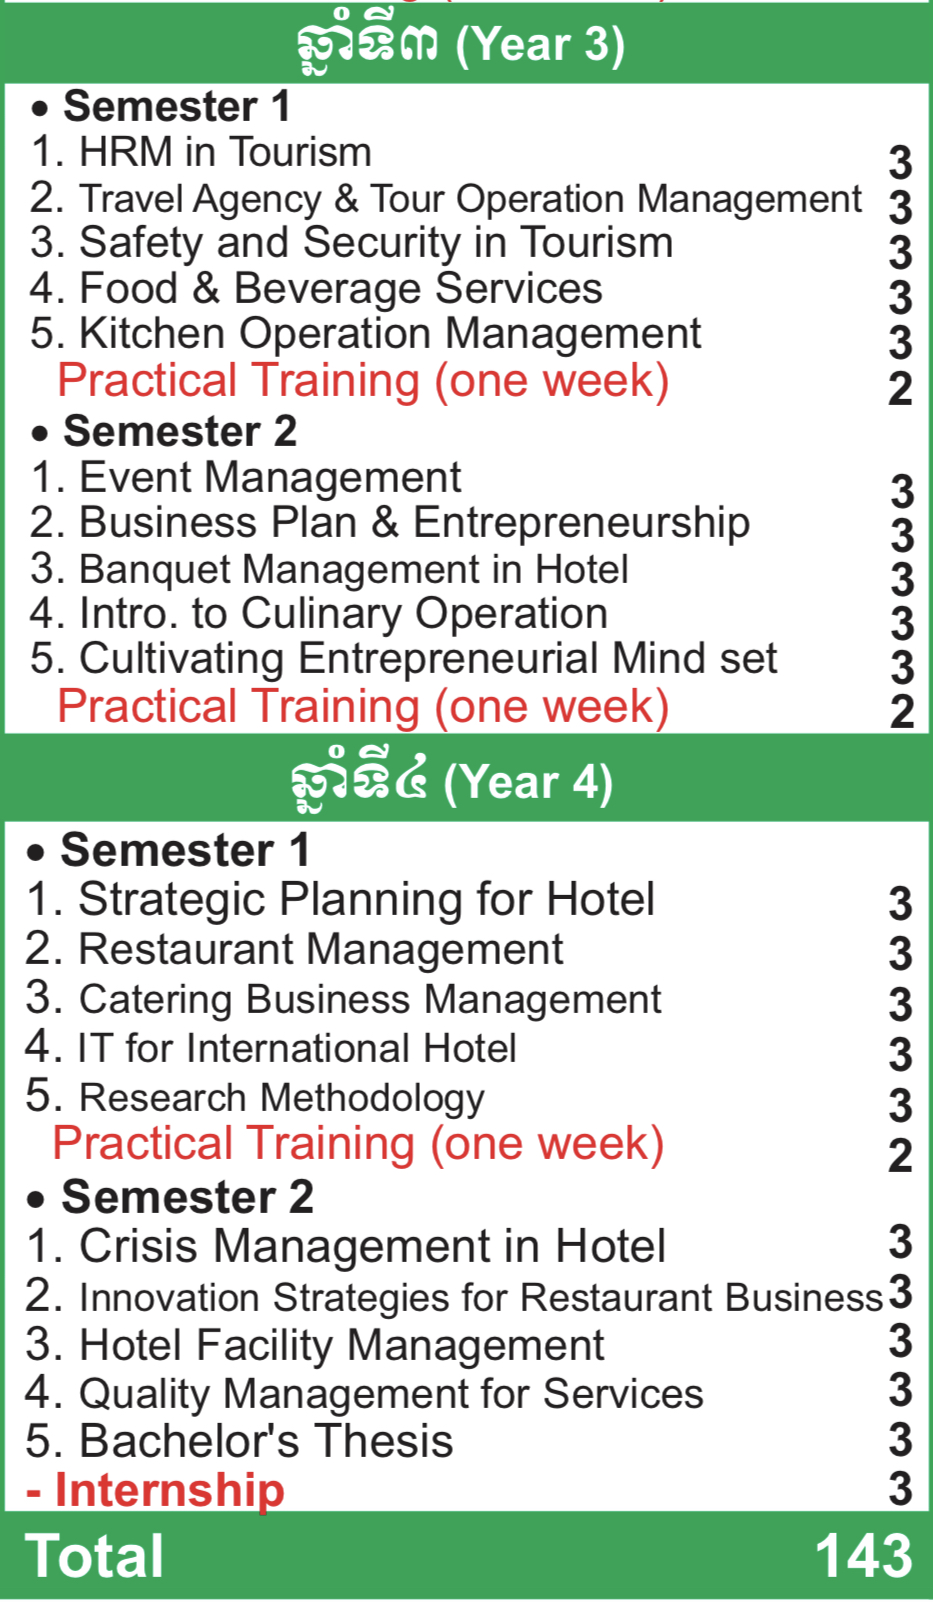 ឆ្នាំទី៣ (Year 3)
• Semester 1
1. HRM in Tourism 3
2. Travel Agency & Tour Operation Management 3
3. Safety and Security in Tourism 3
4. Food & Beverage Services 3
5. Kitchen Operation Management 3
Practical Training (one week) 2
• Semester 2
1. Event Management 3
2. Business Plan & Entrepreneurship 3
3. Banquet Management in Hotel 3
4. Intro. to Culinary Operation 3
5. Cultivating Entrepreneurial Mind set 3
Practical Training (one week) 2
ឆ្នាំទី៤ (Year 4)
• Semester 1
1. Strategic Planning for Hotel 3
2. Restaurant Management 3
3. Catering Business Management 3
4. IT for International Hotel 3
5. Research Methodology 3
Practical Training (one week) 2
• Semester 2
1. Crisis Management in Hotel 3
2. Innovation Strategies for Restaurant Business 3
3. Hotel Facility Management 3
4. Quality Management for Services 3
5. Bachelor's Thesis 3
- Internship 3
Total 143